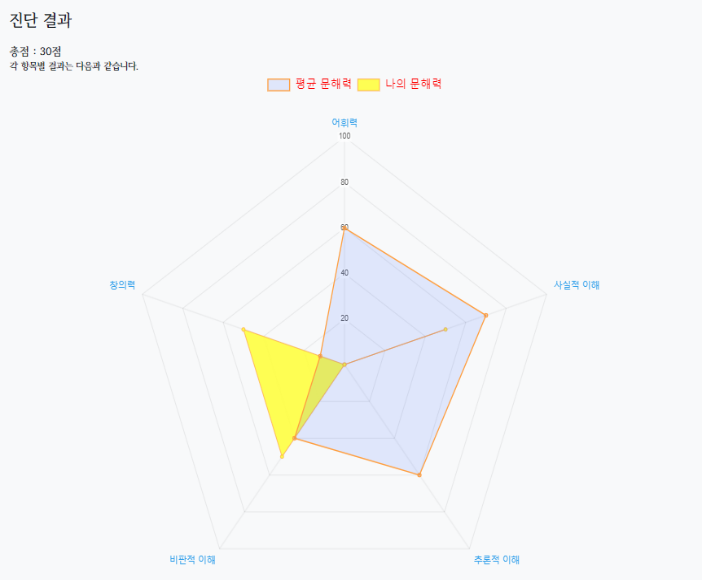 진단 결과
총점 : 30점
각 항목별 결과는 다음과 같습니다.
평균 문해력 나의 문해력
어휘력
100
80
60
40
20
창의력
사실적 이해
비판적 이해
추론적 이해